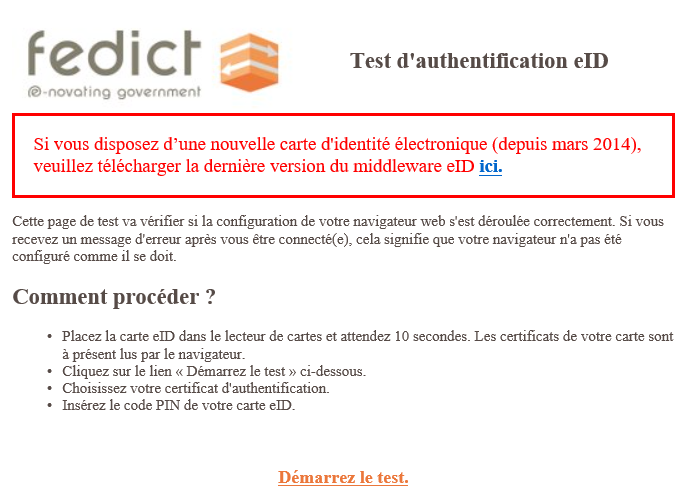 fedict
e-novating government
Test d'authentification eID
Si vous disposez d’une nouvelle carte d'identité électronique (depuis mars 2014),
veuillez télécharger la dernière version du middleware eID ici.
Cette page de test va vérifier si la configuration de votre navigateur web s'est déroulée correctement. Si vous
recevez un message d'erreur après vous être connecté(e), cela signifie que votre navigateur n'a pas été
configuré comme il se doit.
Comment procéder ?
• Placez la carte eID dans le lecteur de cartes et attendez 10 secondes. Les certificats de votre carte sont
à présent lus par le navigateur.
• Cliquez sur le lien « Démarrez le test » ci-dessous.
• Choisissez votre certificat d'authentification.
• Insérez le code PIN de votre carte eID.
Démarrez le test.